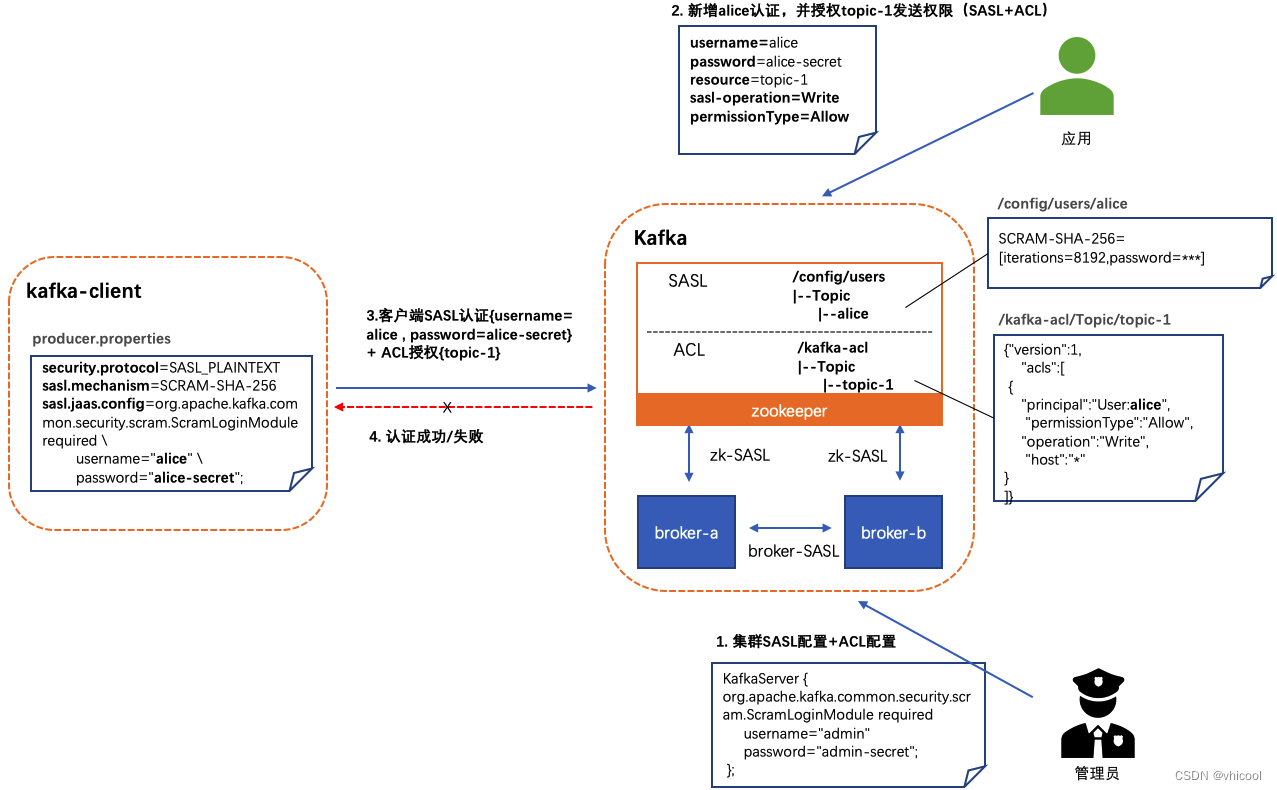 2. 新增alice认证，并授权topic-1发送权限（SASL+ACL）
username=alice
password=alice-secret
resource=topic-1
sasl-operation=Write
permissionType=Allow
应用
kafka-client
producer.properties
security.protocol=SASL_PLAINTEXT
sasl.mechanism=SCRAM-SHA-256
sasl.jaas.config=org.apache.kafka.com
mon.security.scram.ScramLoginModule
required \
username="alice" \
password="alice-secret";
3.客户端SASL认证{username=
alice , password=alice-secret}
+ ACL授权{topic-1}
X
4. 认证成功/失败
Kafka
SASL
/config/users
|--Topic
|--alice
ACL
/kafka-acl
|--Topic
|--topic-1
zookeeper
zk-SASL
zk-SASL
broker-a
broker-b
broker-SASL
/config/users/alice
SCRAM-SHA-256=
[iterations=8192,password=***]
/kafka-acl/Topic/topic-1
{"version":1,
"acls":[
{
"principal":"User:alice",
"permissionType":"Allow",
"operation":"Write",
"host":"*"
}
]}
1. 集群SASL配置+ACL配置
KafkaServer {
org.apache.kafka.common.security.scr
am.ScramLoginModule required
username="admin"
password="admin-secret";
};
管理员
CSDN @vhicool